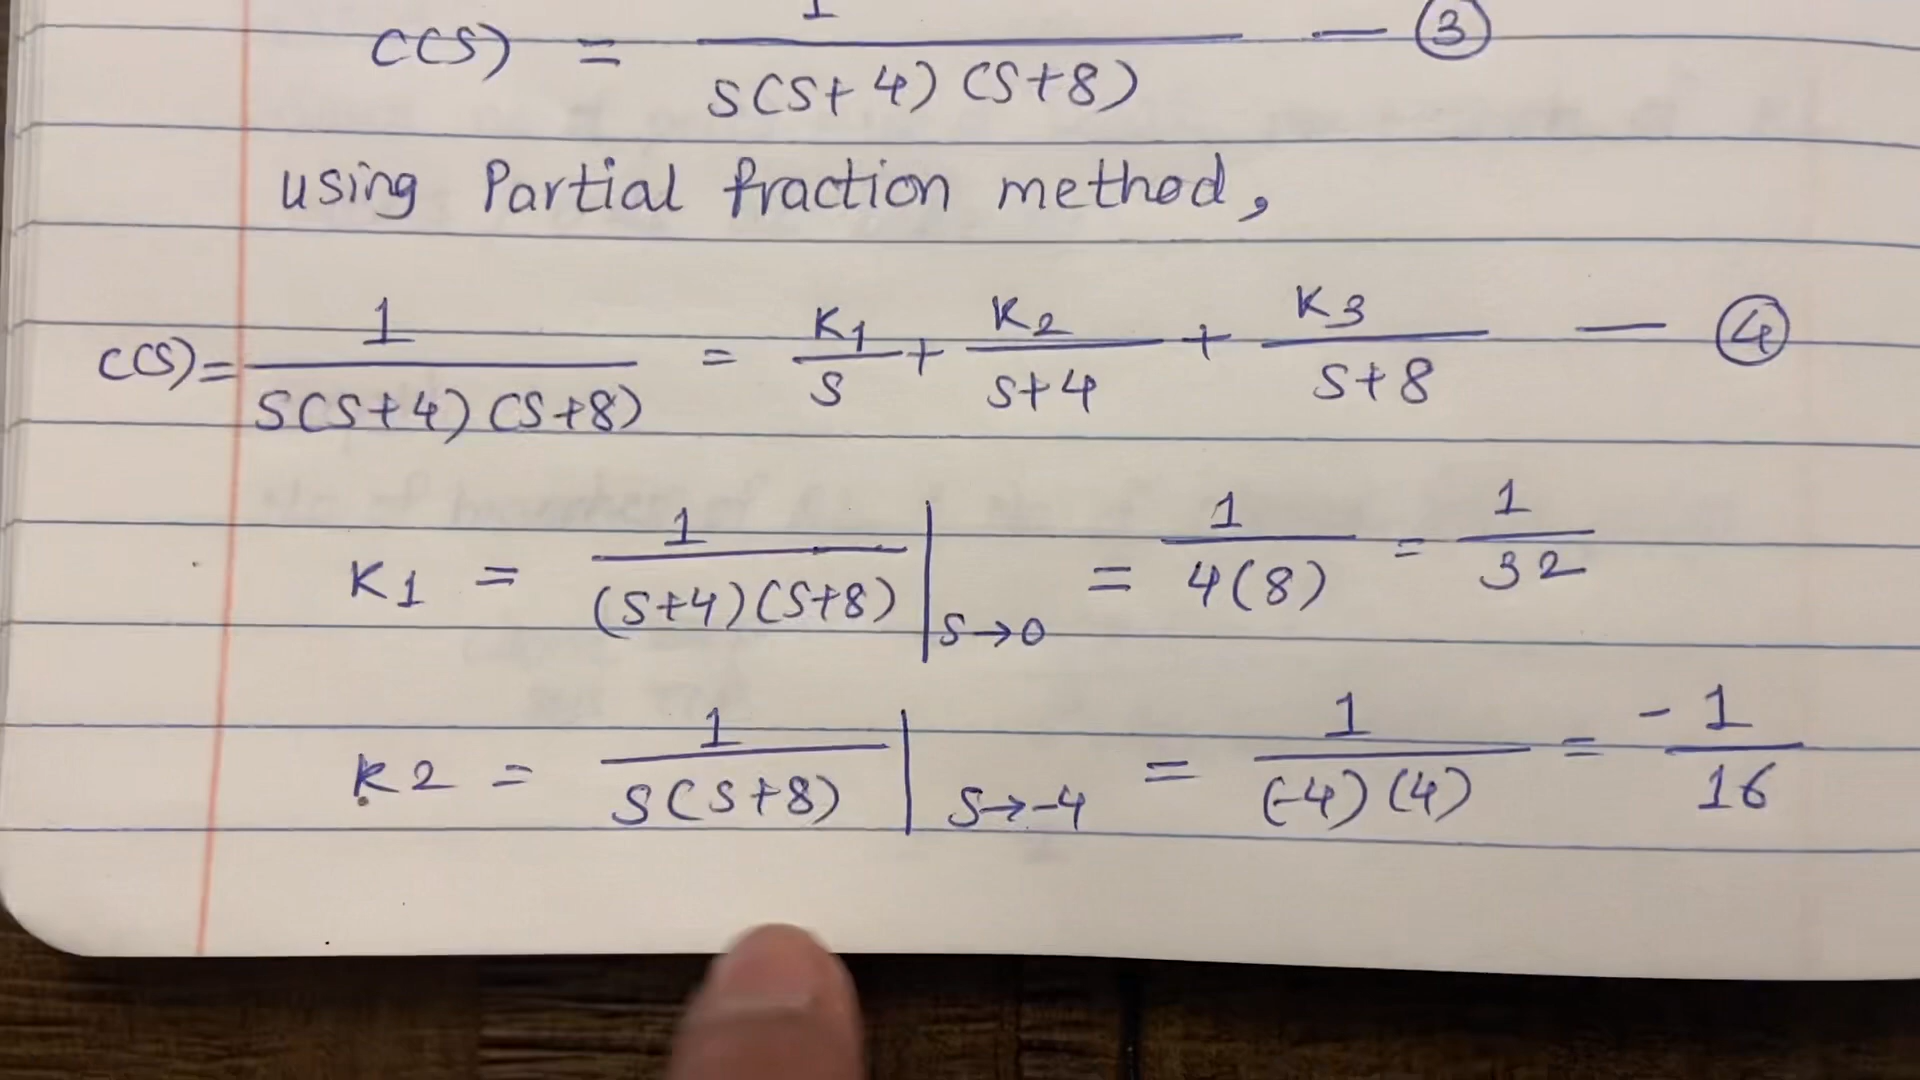 C(S) = 1 / S(S+4)(S+8) — ③
using Partial fraction method,
C(S) = 1 / S(S+4)(S+8) = K1 / S + K2 / S+4 + K3 / S+8 — ④
K1 = 1 / (S+4)(S+8) | S→0 = 1 / 4(8) = 1 / 32
K2 = 1 / S(S+8) | S→-4 = 1 / (-4)(4) = -1 / 16